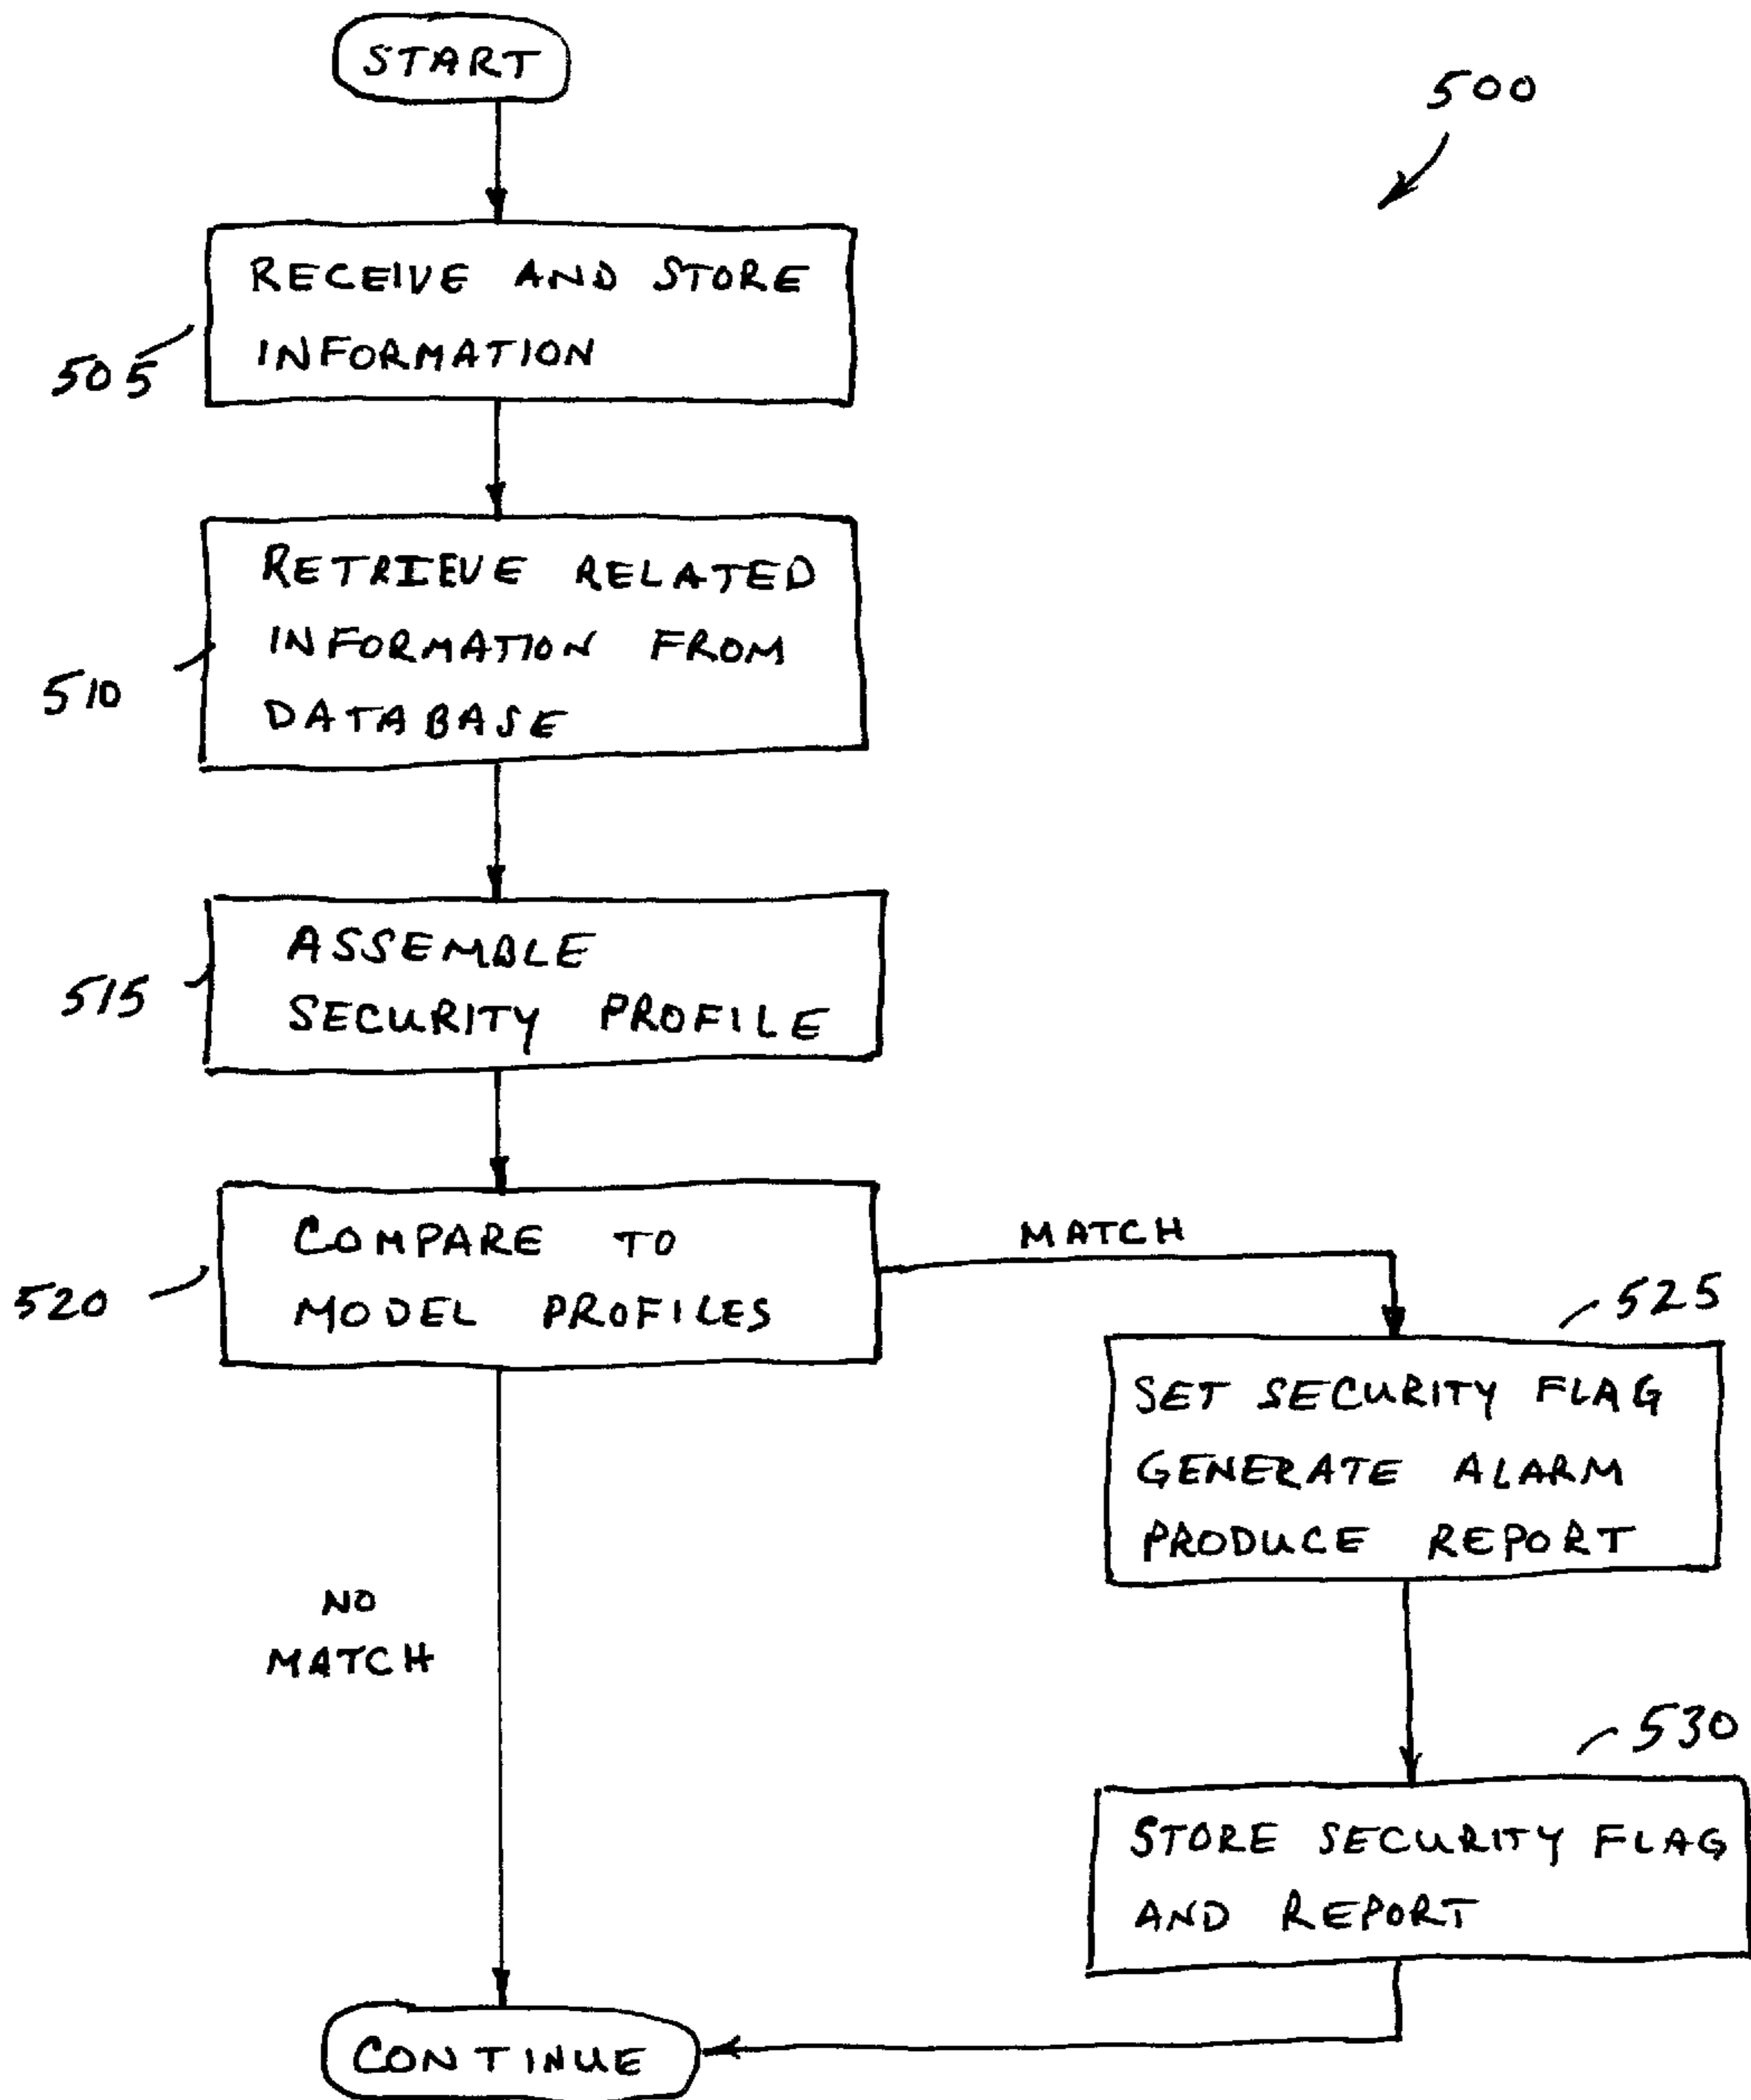 START
500
RECEIVE AND STORE
INFORMATION
505
RETRIEVE RELATED
INFORMATION FROM
DATABASE
510
ASSEMBLE
SECURITY PROFILE
515
COMPARE TO
MODEL PROFILES
520
MATCH
525
SET SECURITY FLAG
GENERATE ALARM
PRODUCE REPORT
NO
MATCH
530
STORE SECURITY FLAG
AND REPORT
CONTINUE